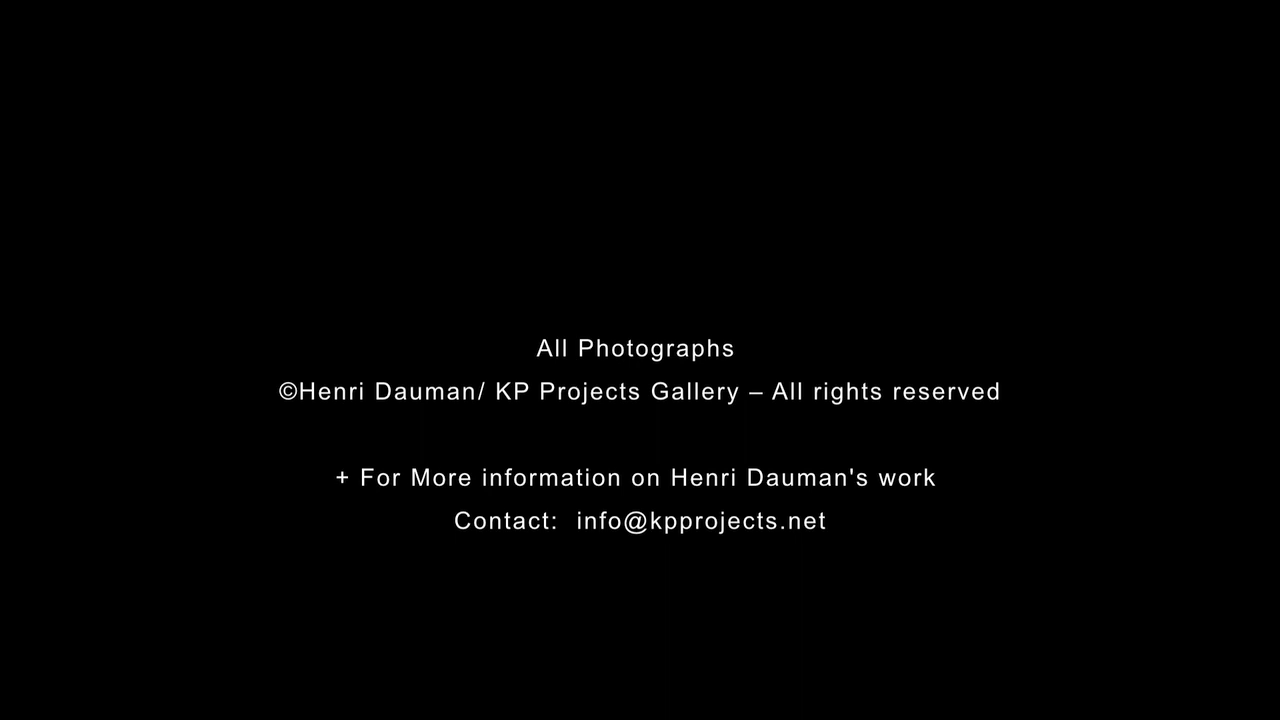 All Photographs
©Henri Dauman/ KP Projects Gallery – All rights reserved
+ For More information on Henri Dauman's work
Contact:  info@kpprojects.net